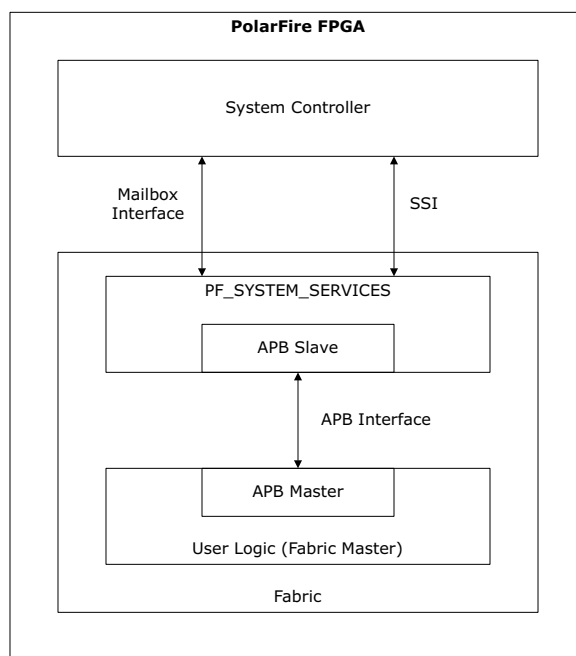 PolarFire FPGA
System Controller
Mailbox
Interface
SSI
PF_SYSTEM_SERVICES
APB Slave
APB Interface
APB Master
User Logic (Fabric Master)
Fabric